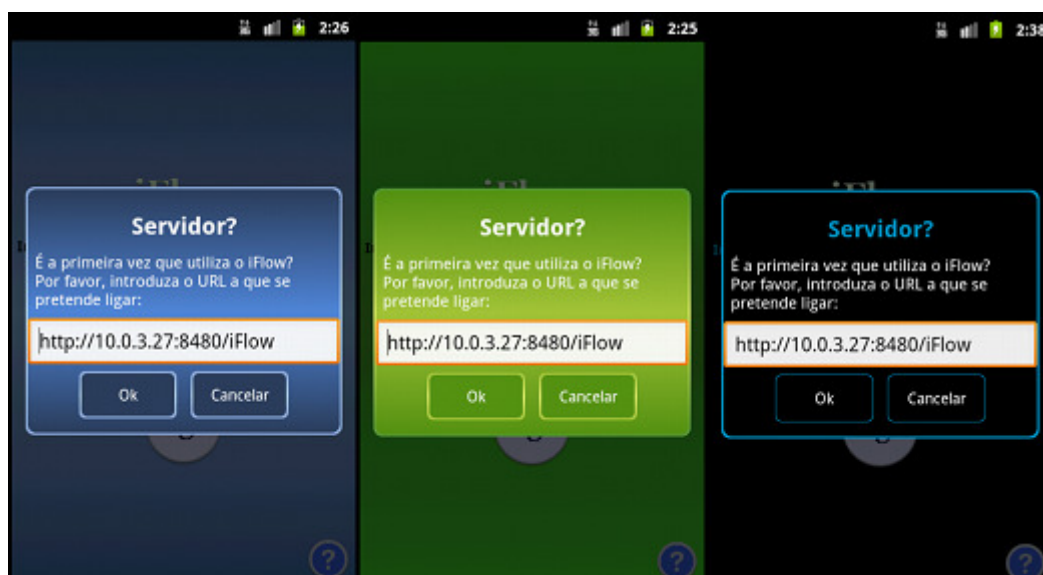 2:26
iFl
Servidor?
É a primeira vez que utiliza o iFlow?
Por favor, introduza o URL a que se
pretende ligar:
http://10.0.3.27:8480/iFlow
Ok
Cancelar
?
2:25
Servidor?
É a primeira vez que utiliza o iFlow?
Por favor, introduza o URL a que se
pretende ligar:
http://10.0.3.27:8480/iFlow
Ok
Cancelar
?
2:38
Servidor?
É a primeira vez que utiliza o iFlow?
Por favor, introduza o URL a que se
pretende ligar:
http://10.0.3.27:8480/iFlow
Ok
Cancelar
?